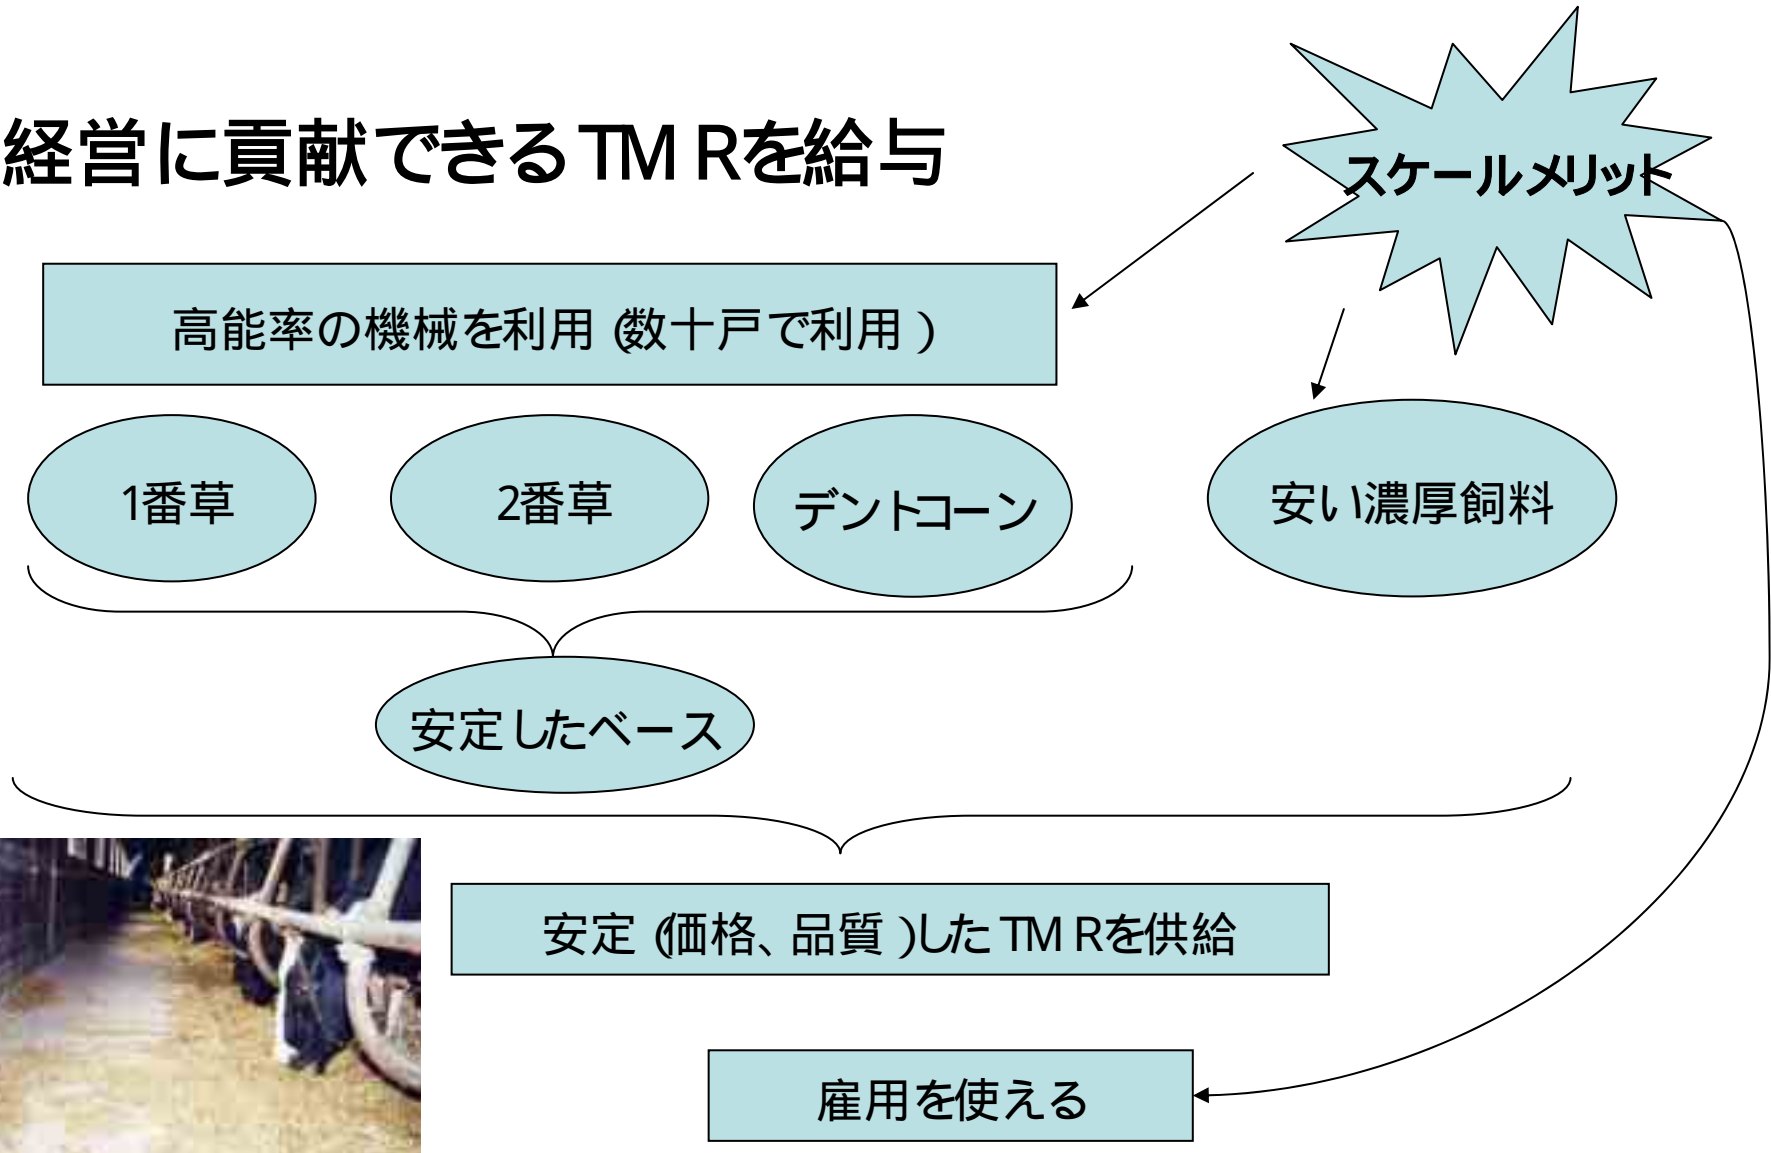 経営に貢献できるTMRを給与
スケールメリット
高能率の機械を利用(数十戸で利用)
1番草
2番草
デントコーン
安い濃厚飼料
安定したベース
安定(価格、品質)したTMRを供給
雇用を使える